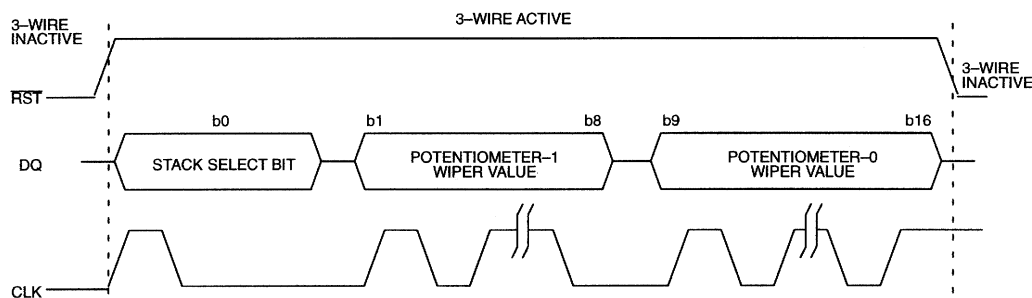 3–WIRE
INACTIVE
3–WIRE ACTIVE
3–WIRE
INACTIVE
RST
b0
b1
b8
b9
b16
DQ
STACK SELECT BIT
POTENTIOMETER–1
WIPER VALUE
POTENTIOMETER–0
WIPER VALUE
CLK